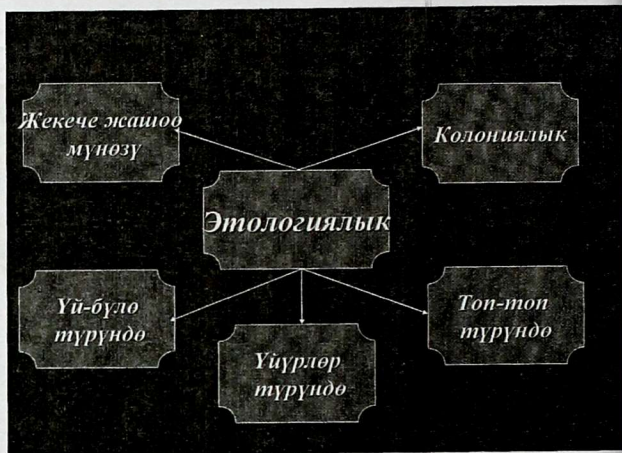 Жекече жашоо
мүнөзү
Колониялык
Этологиялык
Үй-бүлө
түрүндө
Үйүрлөр
түрүндө
Топ-топ
түрүндө